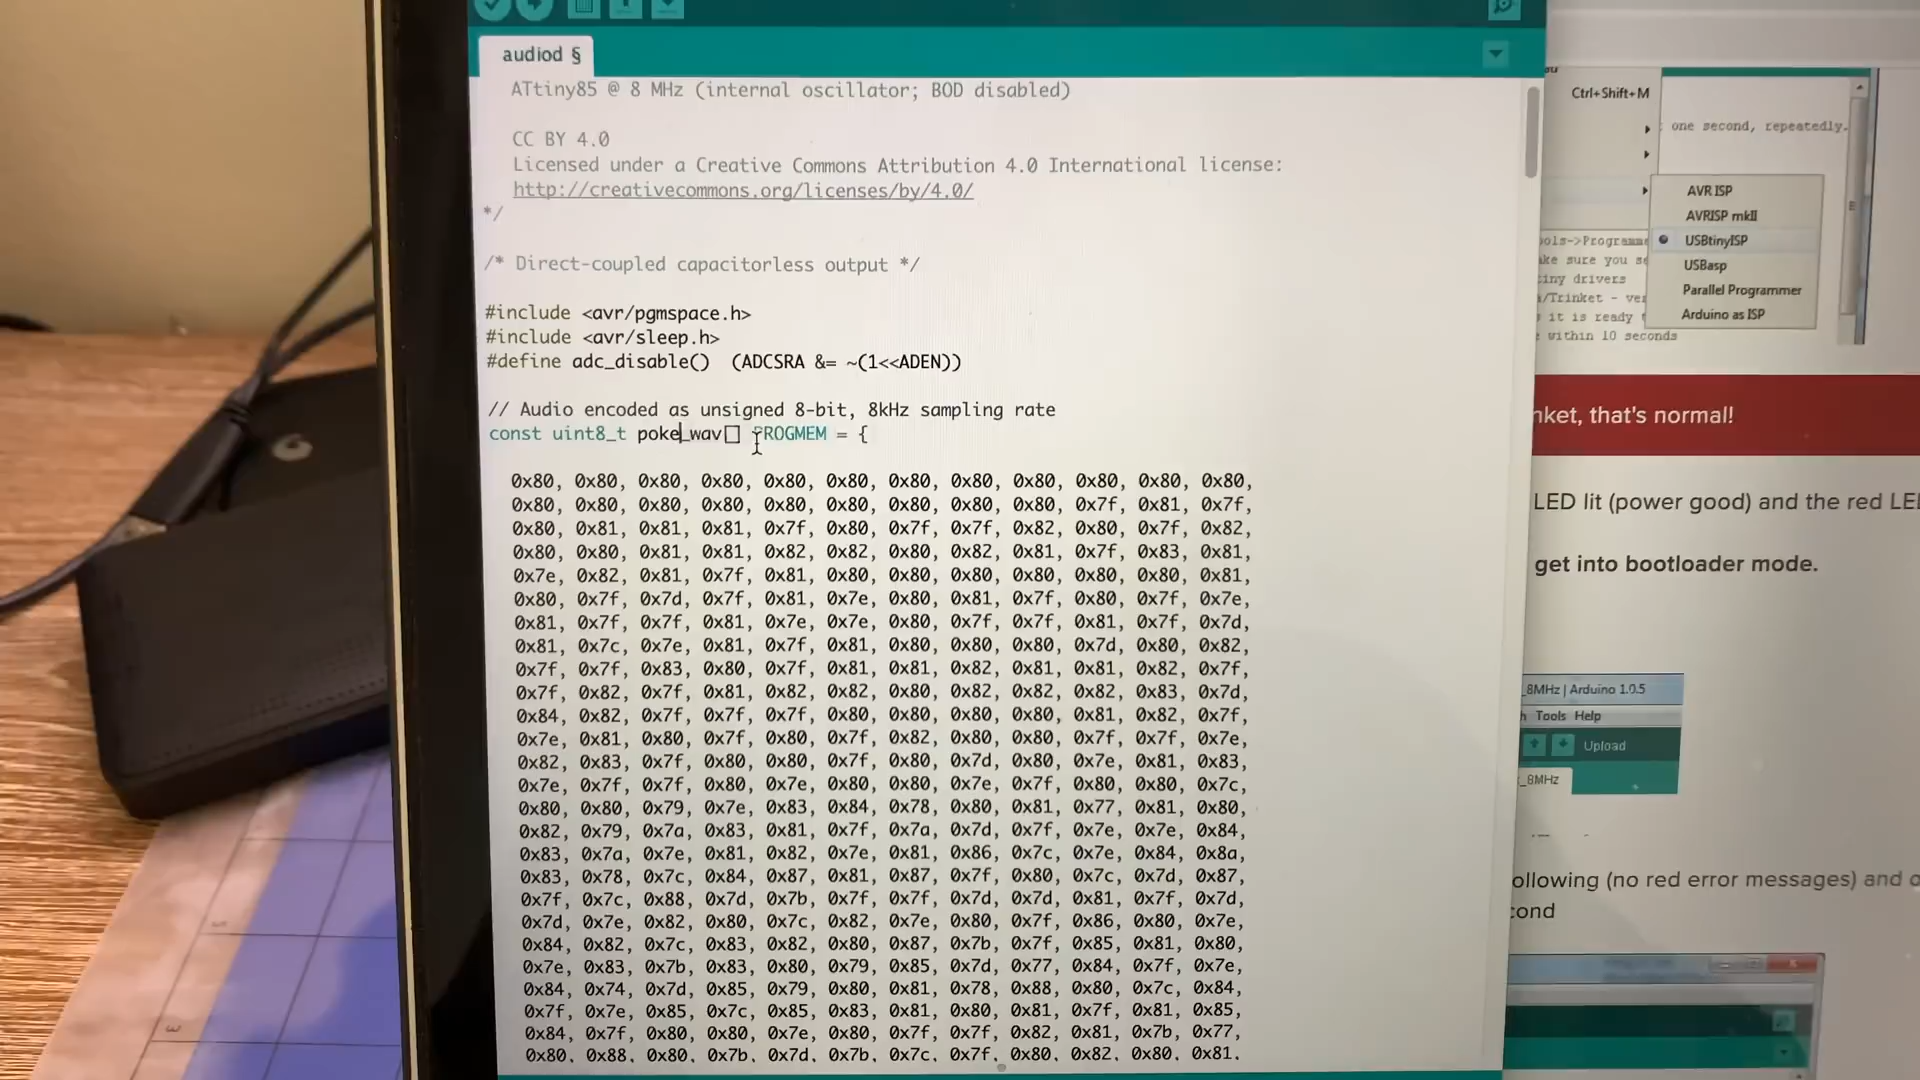 audiod §
ATtiny85 @ 8 MHz (internal oscillator; BOD disabled)
CC BY 4.0
Licensed under a Creative Commons Attribution 4.0 International license:
http://creativecommons.org/licenses/by/4.0/
*/
/* Direct-coupled capacitorless output */
#include <avr/pgmspace.h>
#include <avr/sleep.h>
#define adc_disable() (ADCSRA &= ~(1<<ADEN))
// Audio encoded as unsigned 8-bit, 8kHz sampling rate
const uint8_t poke_wav[] PROGMEM = {
0x80, 0x80, 0x80, 0x80, 0x80, 0x80, 0x80, 0x80, 0x80, 0x80, 0x80, 0x80,
0x80, 0x80, 0x80, 0x80, 0x80, 0x80, 0x80, 0x80, 0x80, 0x7f, 0x81, 0x7f,
0x80, 0x81, 0x81, 0x81, 0x7f, 0x80, 0x7f, 0x7f, 0x82, 0x80, 0x7f, 0x82,
0x80, 0x80, 0x81, 0x81, 0x82, 0x82, 0x80, 0x82, 0x81, 0x7f, 0x83, 0x81,
0x7e, 0x82, 0x81, 0x7f, 0x81, 0x80, 0x80, 0x80, 0x80, 0x80, 0x81,
0x80, 0x7f, 0x7d, 0x7f, 0x81, 0x7e, 0x80, 0x81, 0x7f, 0x80, 0x7f, 0x7e,
0x81, 0x7f, 0x7f, 0x81, 0x7e, 0x7e, 0x80, 0x7f, 0x7f, 0x81, 0x7f, 0x7d,
0x81, 0x7c, 0x7e, 0x81, 0x7f, 0x81, 0x80, 0x80, 0x80, 0x7d, 0x80, 0x82,
0x7f, 0x7f, 0x83, 0x80, 0x7f, 0x81, 0x81, 0x82, 0x81, 0x81, 0x82, 0x7f,
0x7f, 0x82, 0x7f, 0x81, 0x82, 0x82, 0x80, 0x82, 0x82, 0x82, 0x83, 0x7d,
0x84, 0x82, 0x7f, 0x7f, 0x7f, 0x80, 0x80, 0x80, 0x80, 0x81, 0x82, 0x7f,
0x7e, 0x81, 0x80, 0x7f, 0x80, 0x7f, 0x82, 0x80, 0x80, 0x7f, 0x7f, 0x7e,
0x82, 0x83, 0x7f, 0x80, 0x80, 0x7f, 0x80, 0x7d, 0x80, 0x7e, 0x81, 0x83,
0x7e, 0x7f, 0x7f, 0x80, 0x7e, 0x80, 0x80, 0x7e, 0x7f, 0x80, 0x80, 0x7c,
0x80, 0x80, 0x79, 0x7e, 0x83, 0x84, 0x78, 0x80, 0x81, 0x77, 0x81, 0x80,
0x82, 0x79, 0x7a, 0x83, 0x81, 0x7f, 0x7a, 0x7d, 0x7f, 0x7e, 0x7e, 0x84,
0x83, 0x7a, 0x7e, 0x81, 0x82, 0x7e, 0x81, 0x86, 0x7c, 0x7e, 0x84, 0x8a,
0x83, 0x78, 0x7c, 0x84, 0x87, 0x81, 0x87, 0x7f, 0x80, 0x7c, 0x7d, 0x87,
0x7f, 0x7c, 0x88, 0x7d, 0x7b, 0x7f, 0x7f, 0x7d, 0x7d, 0x81, 0x7f, 0x7d,
0x7d, 0x7e, 0x82, 0x80, 0x7c, 0x82, 0x7e, 0x80, 0x7f, 0x86, 0x80, 0x7e,
0x84, 0x82, 0x7c, 0x83, 0x82, 0x80, 0x87, 0x7b, 0x7f, 0x85, 0x81, 0x80,
0x7e, 0x83, 0x7b, 0x83, 0x80, 0x79, 0x85, 0x7d, 0x77, 0x84, 0x7f, 0x7e,
0x84, 0x74, 0x7d, 0x85, 0x79, 0x80, 0x81, 0x78, 0x88, 0x80, 0x7c, 0x84,
0x7f, 0x7e, 0x85, 0x7c, 0x85, 0x83, 0x81, 0x80, 0x81, 0x7f, 0x81, 0x85,
0x84, 0x7f, 0x80, 0x80, 0x7e, 0x80, 0x7f, 0x7f, 0x82, 0x81, 0x7b, 0x77,
0x80, 0x88, 0x80, 0x7b, 0x7d, 0x7b, 0x7c, 0x7f, 0x80, 0x82, 0x80, 0x81,
Ctrl+Shift+M
one second, repeatedly.
AVR ISP
AVRISP mkII
USBtinyISP
USBasp
Parallel Programmer
Arduino as ISP
ools->Programm
ake sure you se
iny drivers
/Trinket - ver
it is ready
within 10 seconds
nket, that's normal!
LED lit (power good) and the red LE
get into bootloader mode.
_8MHz | Arduino 1.0.5
h Tools Help
Upload
_8MHz
ollowing (no red error messages) and o
cond